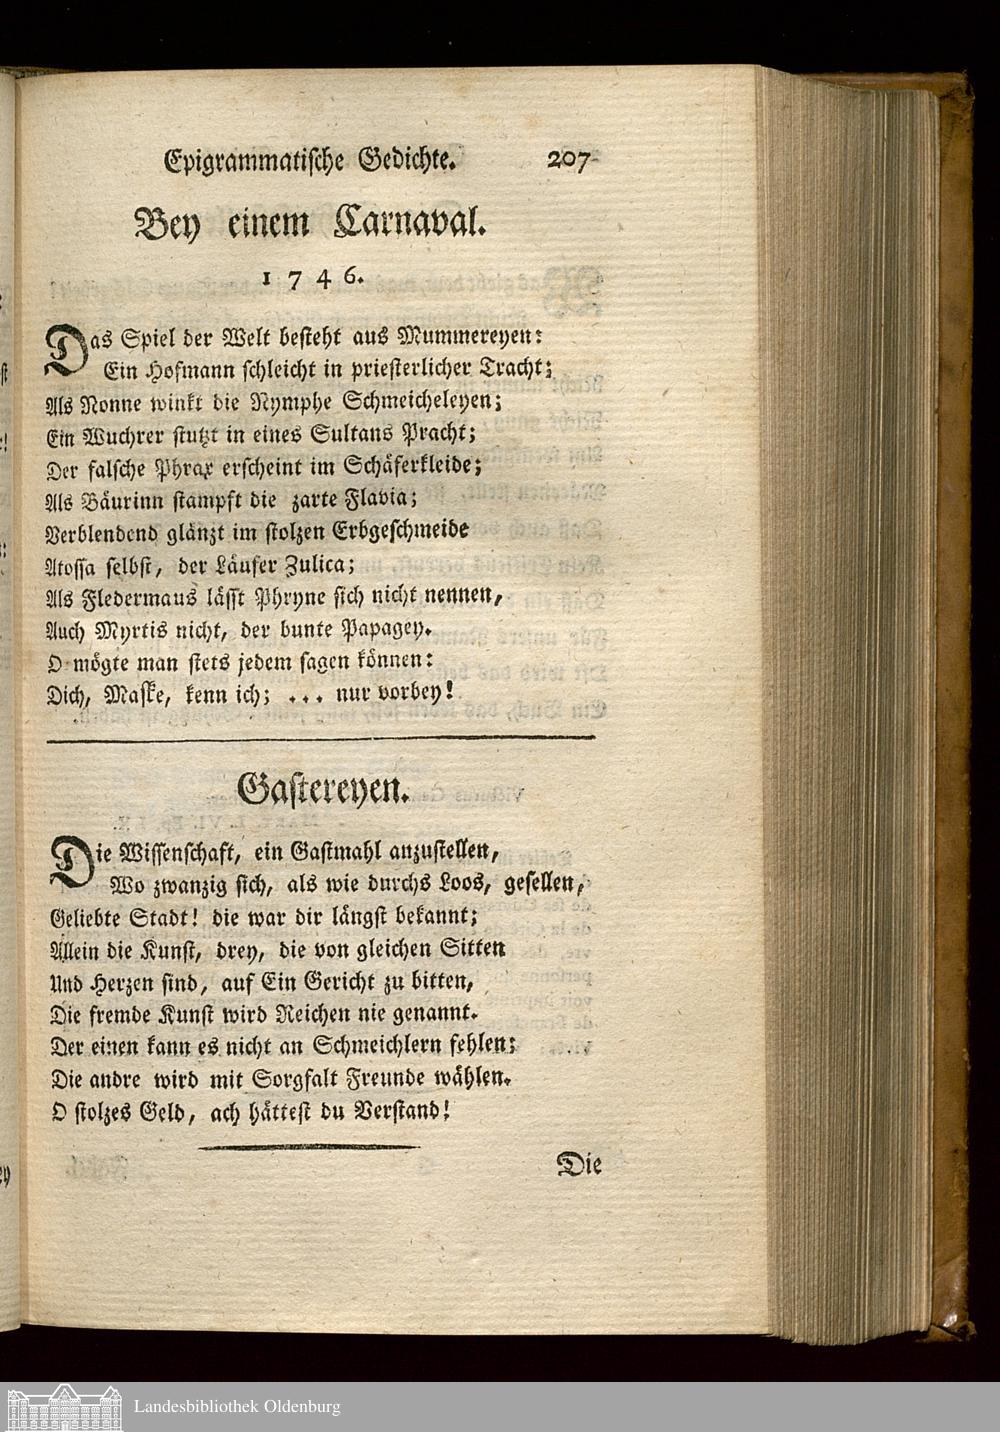 Epigrammatische Gedichte. 207
Bey einem Carnaval.
1746.
Das Spiel der Welt besteht aus Mummereyen:
Ein Hofmann schleicht in priesterlicher Tracht;
Als Nonne winkt die Nymphe Schmeicheleyen;
Ein Wuchrer stutzt in eines Sultans Pracht;
Der falsche Phrax erscheint im Schäferkleide;
Als Bäurinn stampft die zarte Flavia;
Verblendend glänzt im stolzen Erbgeschmeide
Atossa selbst, der Läufer Zulica;
Als Fledermaus lässt Phryne sich nicht nennen,
Auch Myrtis nicht, der bunte Papagey.
O mögte man stets jedem sagen können:
Dich, Maske, kenn ich; ... nur vorbey!
Gastereyen.
Die Wissenschaft, ein Gastmahl anzustellen,
Wo zwanzig sich, als wie durchs Loos, gesellen,
Geliebte Stadt! die war dir längst bekannt;
Allein die Kunst, drey, die von gleichen Sitten
Und Herzen sind, auf Ein Gericht zu bitten,
Die fremde Kunst wird Reichen nie genannt.
Der einen kann es nicht an Schmeichlern fehlen;
Die andre wird mit Sorgfalt Freunde wählen.
O stolzes Geld, ach hättest du Verstand!
Die
Landesbibliothek Oldenburg